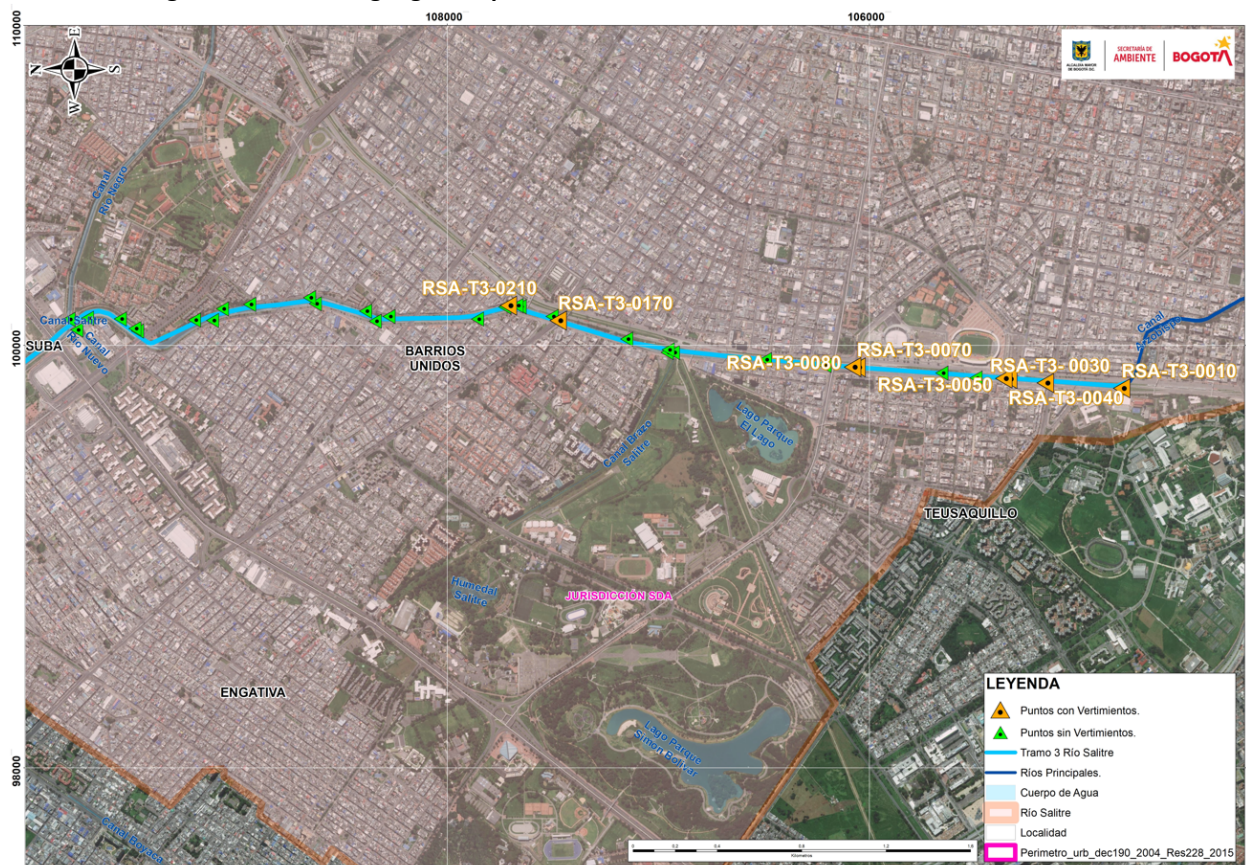 108000
106000
110000
100000
98000
E
N
S
W
ALCALDÍA MAYOR
DE BOGOTÁ D.C.
SECRETARÍA DE
AMBIENTE
BOGOTÁ
Canal
Río Negro
RSA-T3-0210
RSA-T3-0170
Canal Salitre
Canal
Río Nuevo
SUBA
BARRIOS
UNIDOS
RSA-T3-0080
RSA-T3-0070
RSA-T3-0050
RSA-T3- 0030
RSA-T3-0040
RSA-T3-0010
Canal
Arzobispo
Lago Parque
El Lago
Canal Brazo
Salitre
TEUSAQUILLO
Humedal
Salitre
JURISDICCIÓN SDA
ENGATIVA
Lago Parque
Simon Bolívar
Canal Boyacá
LEYENDA
Puntos con Vertimientos.
Puntos sin Vertimientos.
Tramo 3 Río Salitre
Ríos Principales.
Cuerpo de Agua
Río Salitre
Localidad
Perimetro_urb_dec190_2004_Res228_2015
Kilometros